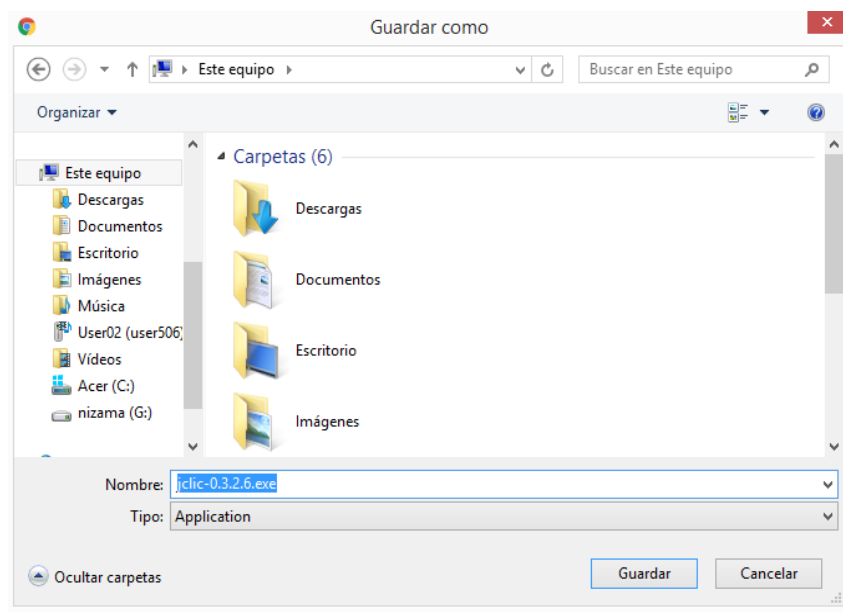 Guardar como
Este equipo
Buscar en Este equipo
Organizar
Este equipo
Descargas
Documentos
Escritorio
Imágenes
Música
User02 (user506)
Vídeos
Acer (C:)
nizama (G:)
Carpetas (6)
Descargas
Documentos
Escritorio
Imágenes
Nombre: jclic-0.3.2.6.exe
Tipo: Application
Ocultar carpetas
Guardar
Cancelar